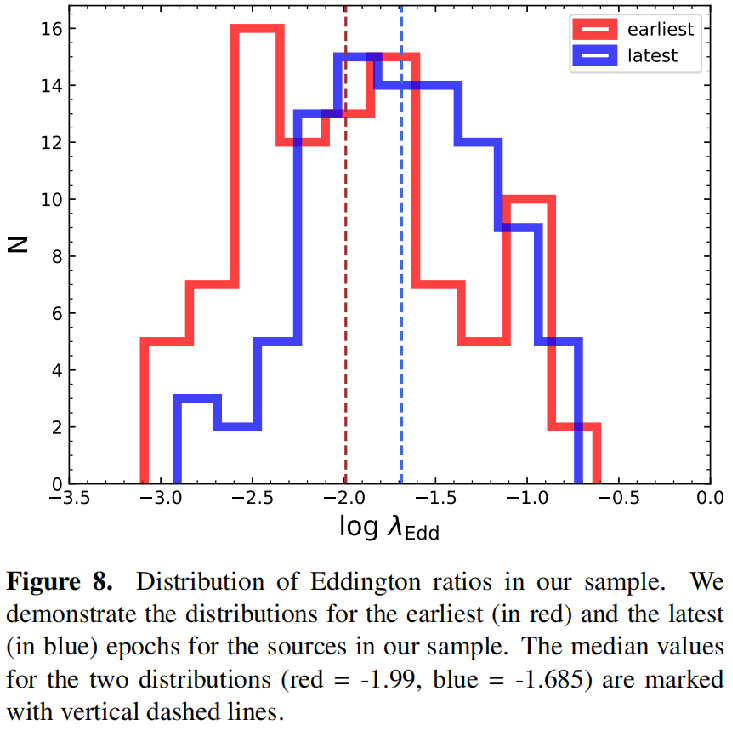 earliest
latest
16
14
12
10
8
6
4
2
0
N
−3.5 −3.0 −2.5 −2.0 −1.5 −1.0 −0.5 0.0
log λEdd
Figure 8. Distribution of Eddington ratios in our sample. We
demonstrate the distributions for the earliest (in red) and the latest
(in blue) epochs for the sources in our sample. The median values
for the two distributions (red = -1.99, blue = -1.685) are marked
with vertical dashed lines.